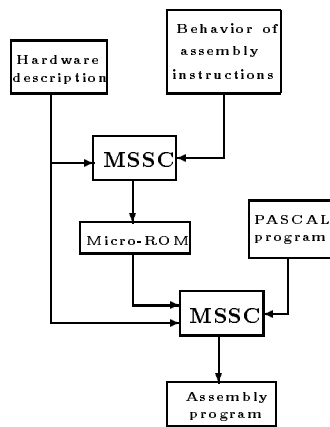 Hardware
description
Behavior of
assembly
instructions
MSSC
Micro-ROM
PASCAL
program
MSSC
Assembly
program